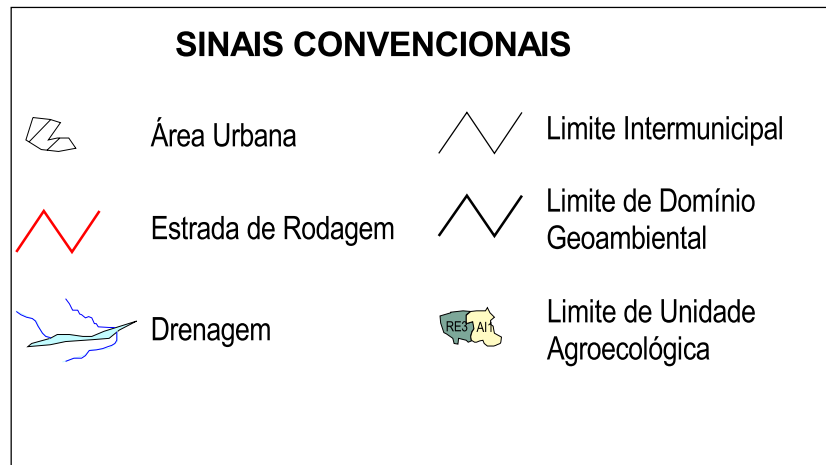 SINAIS CONVENCIONAIS
Área Urbana
Estrada de Rodagem
Drenagem
Limite Intermunicipal
Limite de Domínio
Geoambiental
RE3 AI1
Limite de Unidade
Agroecológica